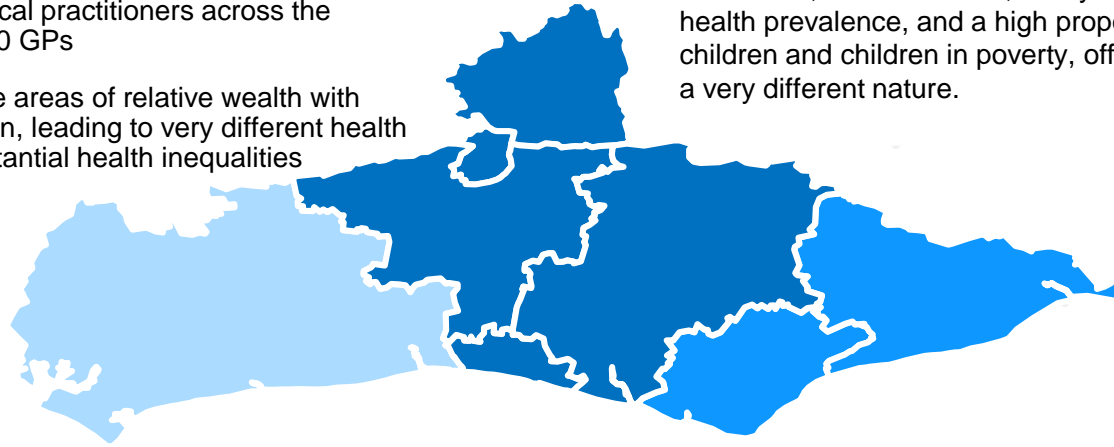 cal practitioners across the
0 GPs
e areas of relative wealth with
n, leading to very different health
tantial health inequalities
health prevalence, and a high prope
children and children in poverty, off
a very different nature.